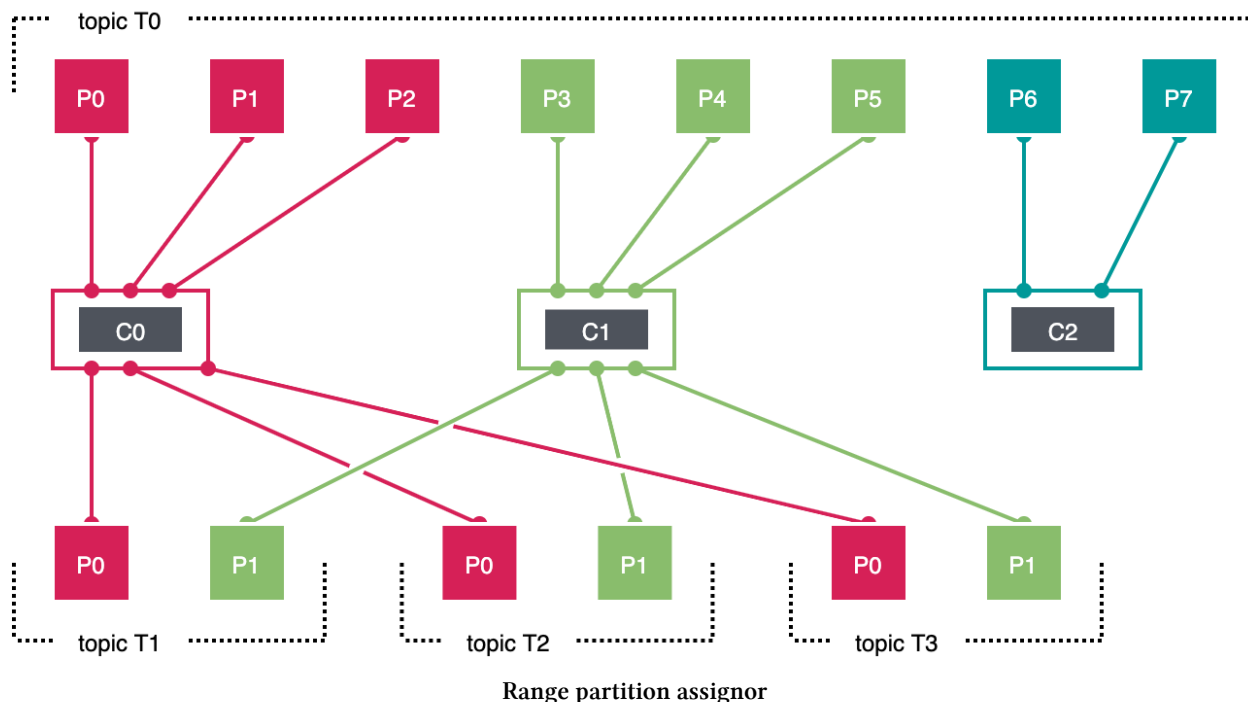 topic T0
P0 P1 P2 P3 P4 P5 P6 P7
C0 C1 C2
P0 P1 P0 P1 P0 P1
topic T1 topic T2 topic T3
Range partition assignor